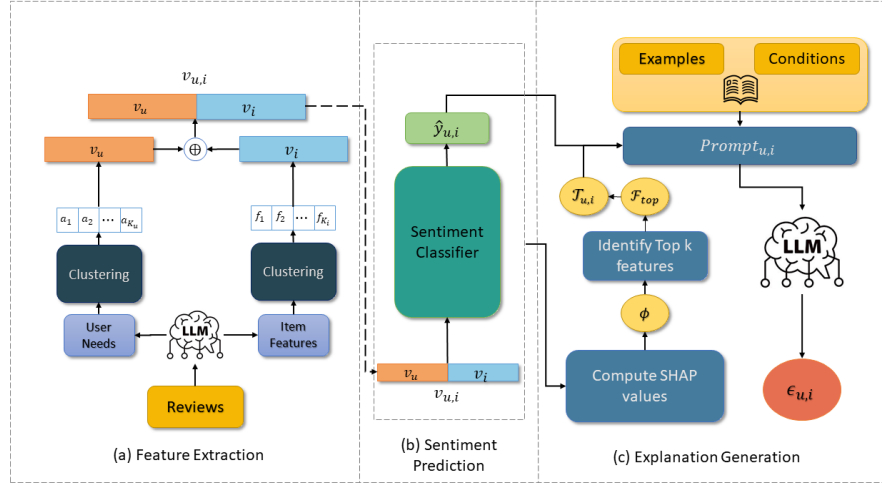 v_{u,i}
v_u v_i
v_u ⊕ v_i
a_1 a_2 ⋯ a_{K_u}
f_1 f_2 ⋯ f_{K_i}
Clustering
Clustering
User
Needs
LLM
Item
Features
Reviews
(a) Feature Extraction
ŷ_{u,i}
Sentiment
Classifier
v_u v_i
v_{u,i}
(b) Sentiment
Prediction
Examples
Conditions
Prompt_{u,i}
𝒯_{u,i}
ℱ_{top}
Identify Top k
features
ϕ
Compute SHAP
values
LLM
ϵ_{u,i}
(c) Explanation Generation